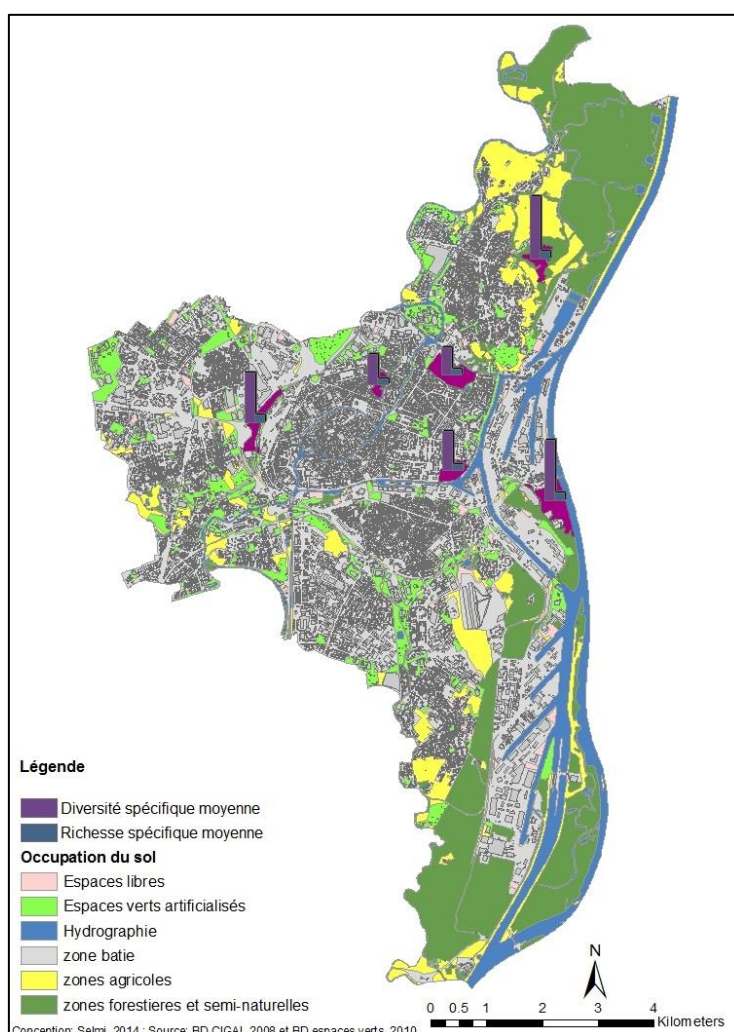 N
0 0.5 1 2 3 4
Kilometers
Légende
Diversité spécifique moyenne
Richesse spécifique moyenne
Occupation du sol
Espaces libres
Espaces verts artificialisés
Hydrographie
zone batie
zones agricoles
zones forestieres et semi-naturelles
Conception: Selmi, 2014 ; Source: BD CIGAL 2008 et BD espaces verts, 2010